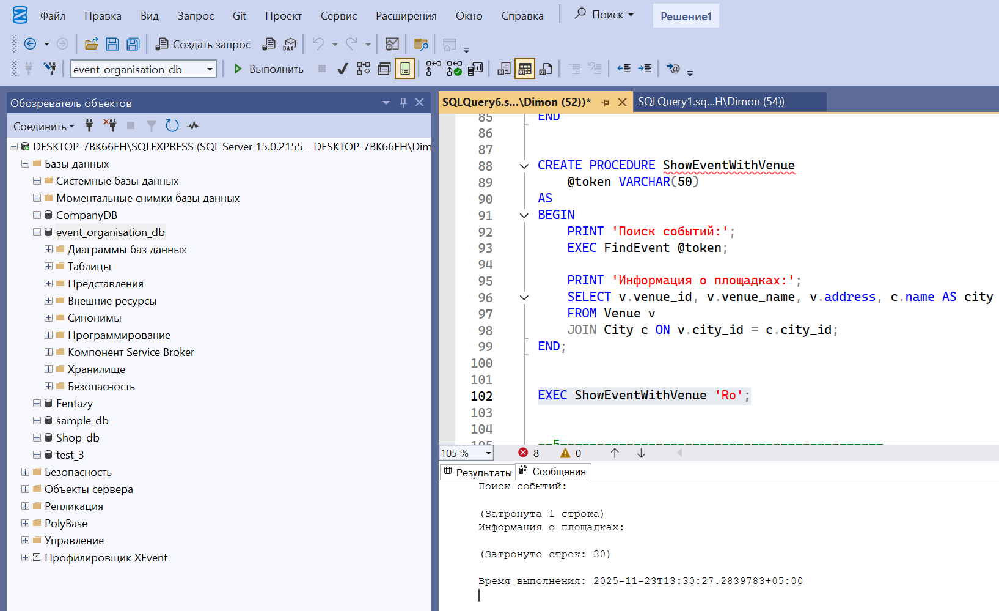 Файл Правка Вид Запрос Git Проект Сервис Расширения Окно Справка Поиск Решение1
Создать запрос DAX
event_organisation_db Выполнить
Обозреватель объектов
Соединить
DESKTOP-7BK66FH\SQLEXPRESS (SQL Server 15.0.2155 - DESKTOP-7BK66FH\Dim
Базы данных
Системные базы данных
Моментальные снимки базы данных
CompanyDB
event_organisation_db
Диаграммы баз данных
Таблицы
Представления
Внешние ресурсы
Синонимы
Программирование
Компонент Service Broker
Хранилище
Безопасность
Fentazy
sample_db
Shop_db
test_3
Безопасность
Объекты сервера
Репликация
PolyBase
Управление
Профилировщик XEvent
SQLQuery6.s...\Dimon (52))* SQLQuery1.sq...H\Dimon (54))
85 END
86
87
88 CREATE PROCEDURE ShowEventWithVenue
89 @token VARCHAR(50)
90 AS
91 BEGIN
92 PRINT 'Поиск событий:';
93 EXEC FindEvent @token;
94
95 PRINT 'Информация о площадках:';
96 SELECT v.venue_id, v.venue_name, v.address, c.name AS city
97 FROM Venue v
98 JOIN City c ON v.city_id = c.city_id;
99 END;
100
101
102 EXEC ShowEventWithVenue 'Ro';
103
104
105 --5--------------------------------------------
105 % 8 0
Результаты Сообщения
Поиск событий:
(Затронута 1 строка)
Информация о площадках:
(Затронуто строк: 30)
Время выполнения: 2025-11-23T13:30:27.2839783+05:00